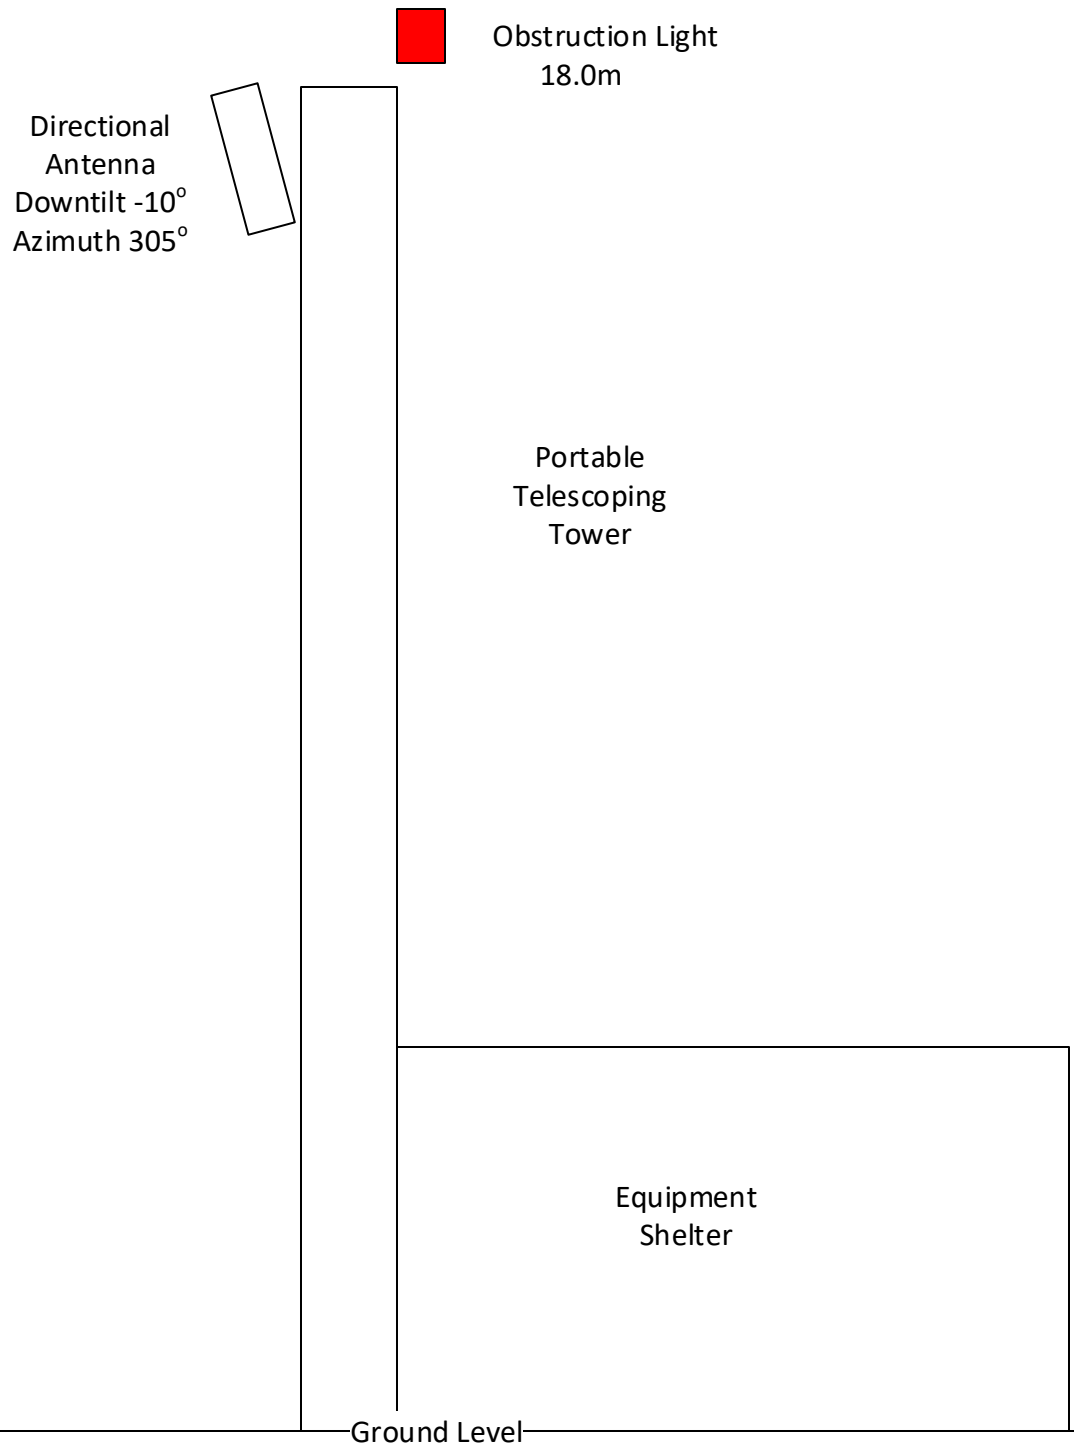 Obstruction Light
18.0m
Directional
Antenna
Downtilt -10°
Azimuth 305°
Portable
Telescoping
Tower
Equipment
Shelter
Ground Level